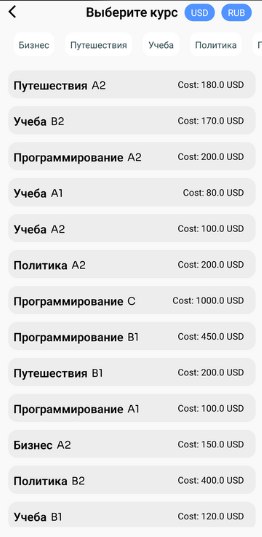 Выберите курс USD RUB
Бизнес Путешествия Учеба Политика
Путешествия A2 Cost: 180.0 USD
Учеба B2 Cost: 170.0 USD
Программирование A2 Cost: 200.0 USD
Учеба A1 Cost: 80.0 USD
Учеба A2 Cost: 100.0 USD
Политика A2 Cost: 200.0 USD
Программирование C Cost: 1000.0 USD
Программирование B1 Cost: 450.0 USD
Путешествия B1 Cost: 200.0 USD
Программирование A1 Cost: 100.0 USD
Бизнес A2 Cost: 150.0 USD
Политика B2 Cost: 400.0 USD
Учеба B1 Cost: 120.0 USD